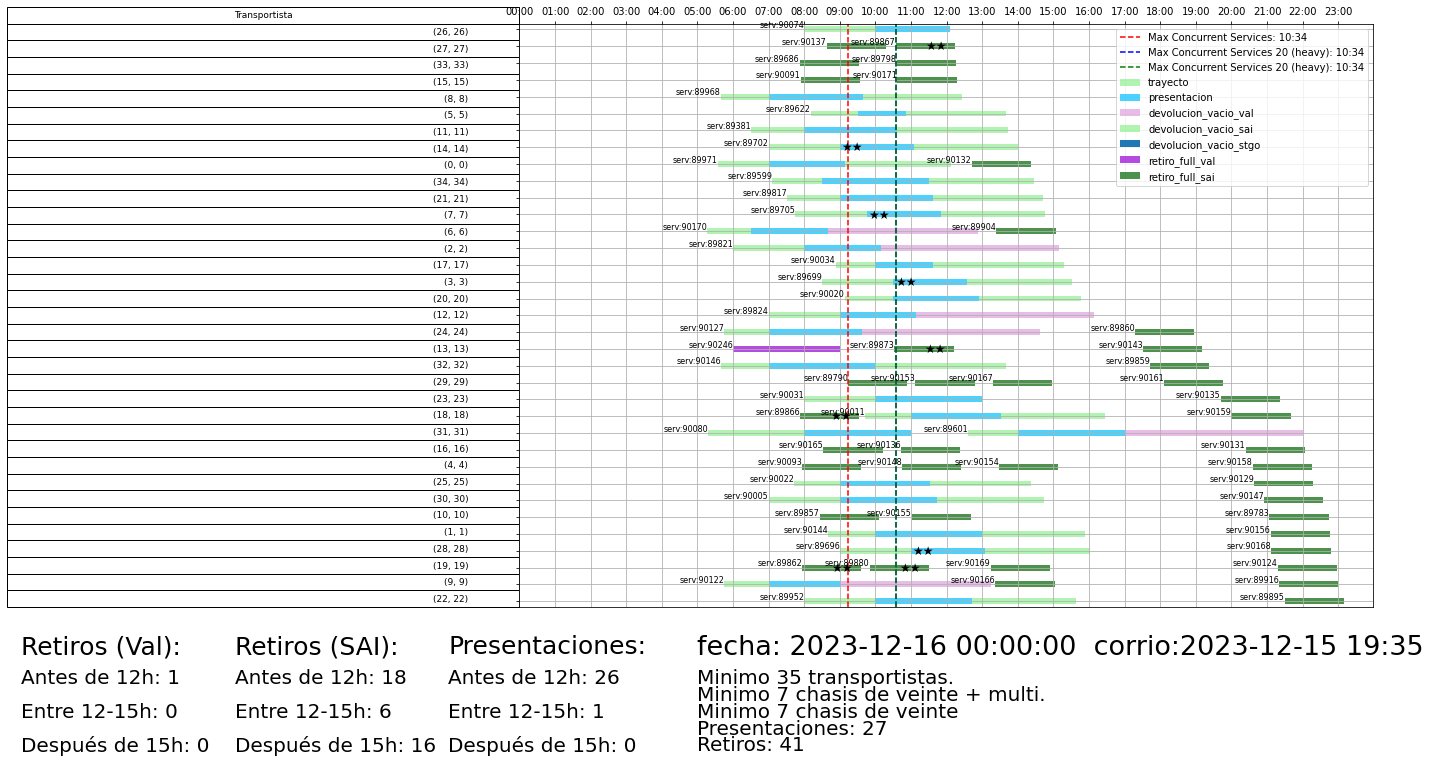 Transportista
00:00 01:00 02:00 03:00 04:00 05:00 06:00 07:00 08:00 09:00 10:00 11:00 12:00 13:00 14:00 15:00 16:00 17:00 18:00 19:00 20:00 21:00 22:00 23:00
(26, 26) serv:90074
(27, 27) serv:90137 serv:89867
(33, 33) serv:89686 serv:89798
(15, 15) serv:90091 serv:90171
(8, 8) serv:89968
(5, 5) serv:89622
(11, 11) serv:89381
(14, 14) serv:89702
(0, 0) serv:89971 serv:90132
(34, 34) serv:89599
(21, 21) serv:89817
(7, 7) serv:89705
(6, 6) serv:90170 serv:89904
(2, 2) serv:89821
(17, 17) serv:90034
(3, 3) serv:89699
(20, 20) serv:90020
(12, 12) serv:89824
(24, 24) serv:90127 serv:89860
(13, 13) serv:90246 serv:89873 serv:90143
(32, 32) serv:90146 serv:89859
(29, 29) serv:89790 serv:90153 serv:90167 serv:90161
(23, 23) serv:90031 serv:90135
(18, 18) serv:89866 serv:90011 serv:90159
(31, 31) serv:90080 serv:89601
(16, 16) serv:90165 serv:90136 serv:90131
(4, 4) serv:90093 serv:90148 serv:90154 serv:90158
(25, 25) serv:90022 serv:90129
(30, 30) serv:90005 serv:90147
(10, 10) serv:89857 serv:90155 serv:89783
(1, 1) serv:90144 serv:90156
(28, 28) serv:89696 serv:90168
(19, 19) serv:89862 serv:89880 serv:90169 serv:90124
(9, 9) serv:90122 serv:90166 serv:89916
(22, 22) serv:89952 serv:89895
Max Concurrent Services: 10:34
Max Concurrent Services 20 (heavy): 10:34
Max Concurrent Services 20 (heavy): 10:34
trayecto
presentacion
devolucion_vacio_val
devolucion_vacio_sai
devolucion_vacio_stgo
retiro_full_val
retiro_full_sai
Retiros (Val):
Antes de 12h: 1
Entre 12-15h: 0
Después de 15h: 0
Retiros (SAI):
Antes de 12h: 18
Entre 12-15h: 6
Después de 15h: 16
Presentaciones:
Antes de 12h: 26
Entre 12-15h: 1
Después de 15h: 0
fecha: 2023-12-16 00:00:00 corrio:2023-12-15 19:35
Minimo 35 transportistas.
Minimo 7 chasis de veinte + multi.
Minimo 7 chasis de veinte
Presentaciones: 27
Retiros: 41